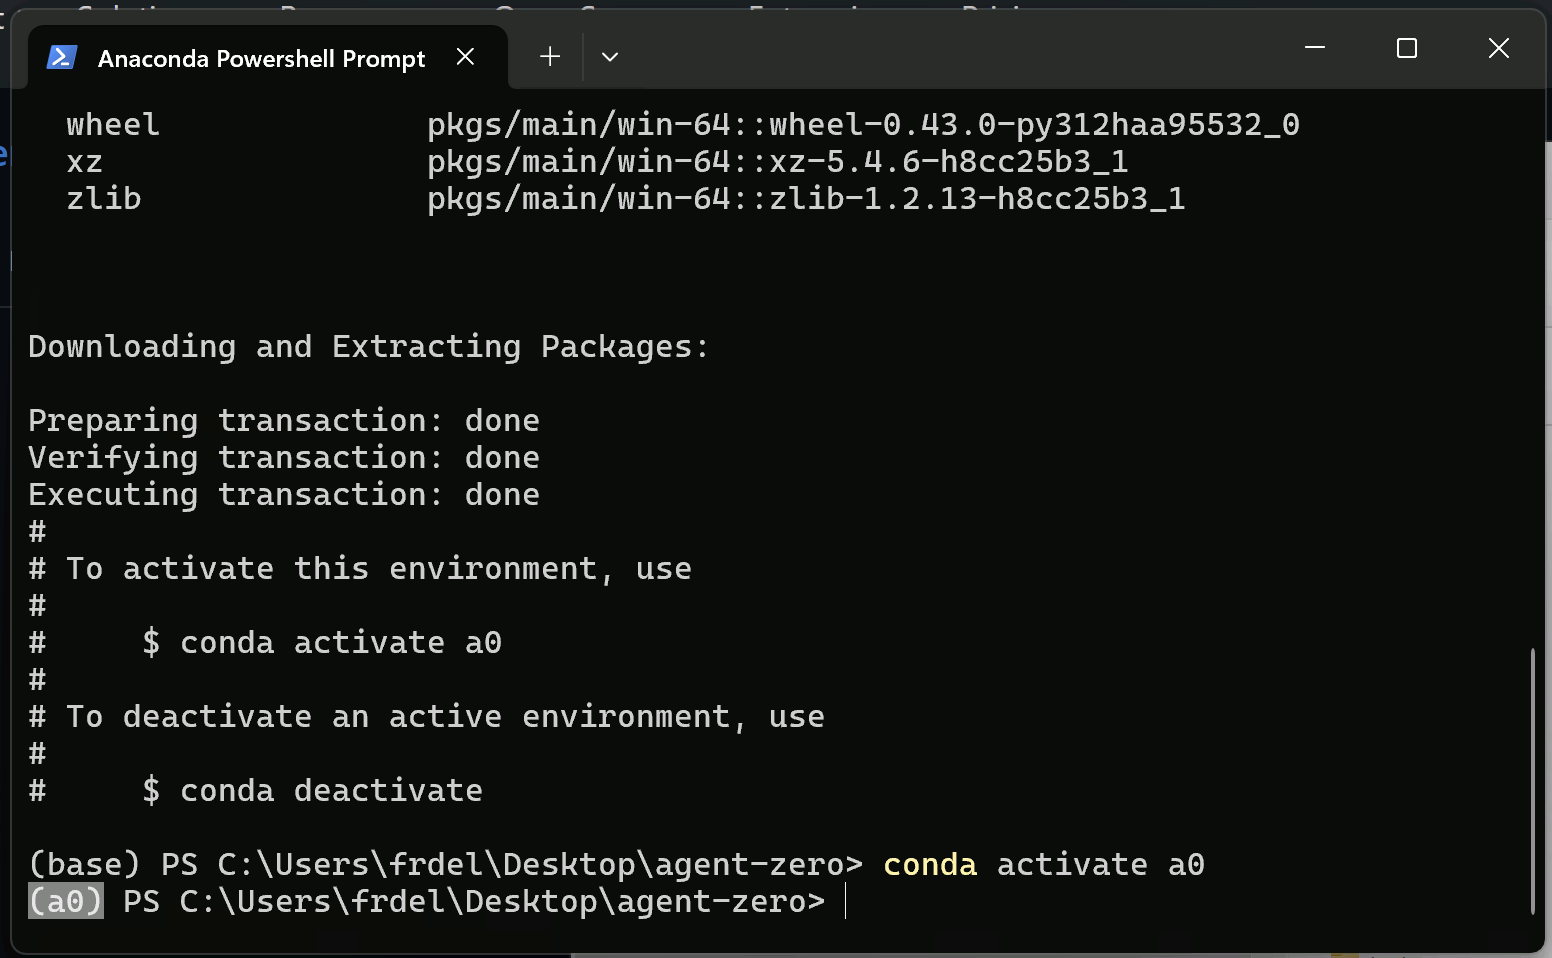 Anaconda Powershell Prompt
wheel pkgs/main/win-64::wheel-0.43.0-py312haa95532_0
xz pkgs/main/win-64::xz-5.4.6-h8cc25b3_1
zlib pkgs/main/win-64::zlib-1.2.13-h8cc25b3_1
Downloading and Extracting Packages:
Preparing transaction: done
Verifying transaction: done
Executing transaction: done
#
# To activate this environment, use
#
# $ conda activate a0
#
# To deactivate an active environment, use
#
# $ conda deactivate
(base) PS C:\Users\frdel\Desktop\agent-zero> conda activate a0
(a0) PS C:\Users\frdel\Desktop\agent-zero>